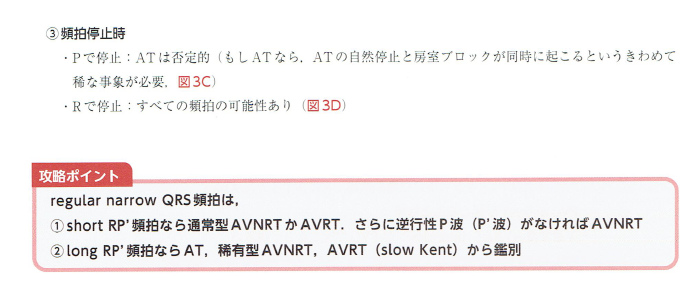 ③頻拍停止時
・Pで停止：ATは否定的（もしATなら，ATの自然停止と房室ブロックが同時に起こるというきわめて
稀な事象が必要．図3C）
・Rで停止：すべての頻拍の可能性あり（図3D）
攻略ポイント
regular narrow QRS頻拍は，
①short RP’頻拍なら通常型AVNRTかAVRT．さらに逆行性P波（P’波）がなければAVNRT
②long RP’頻拍ならAT，稀有型AVNRT，AVRT（slow Kent）から鑑別